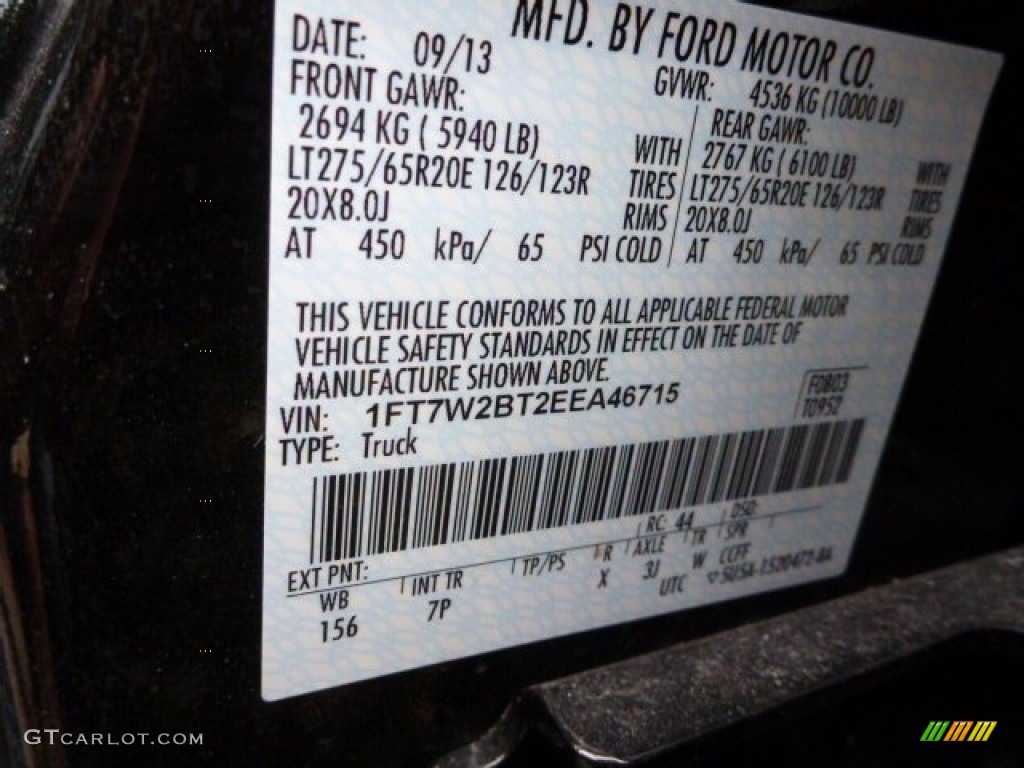 MFD. BY FORD MOTOR CO.
DATE: 09/13
GVWR: 4536 KG (10000 LB)
FRONT GAWR:
2694 KG ( 5940 LB) WITH
LT275/65R20E 126/123R TIRES
20X8.0J RIMS
AT 450 kPa/ 65 PSI COLD
REAR GAWR:
2767 KG ( 6100 LB) WITH
LT275/65R20E 126/123R TIRES
20X8.0J RIMS
AT 450 kPa/ 65 PSI COLD
THIS VEHICLE CONFORMS TO ALL APPLICABLE FEDERAL MOTOR
VEHICLE SAFETY STANDARDS IN EFFECT ON THE DATE OF
MANUFACTURE SHOWN ABOVE.
VIN: 1FT7W2BT2EEA46715
F0803
T0952
TYPE: Truck
EXT PNT: RC: 44 DSO:
WB INT TR TP/PS R AXLE TR SPR
156 7P X 3J W CCFF
UTC
GTCARLOT.COM